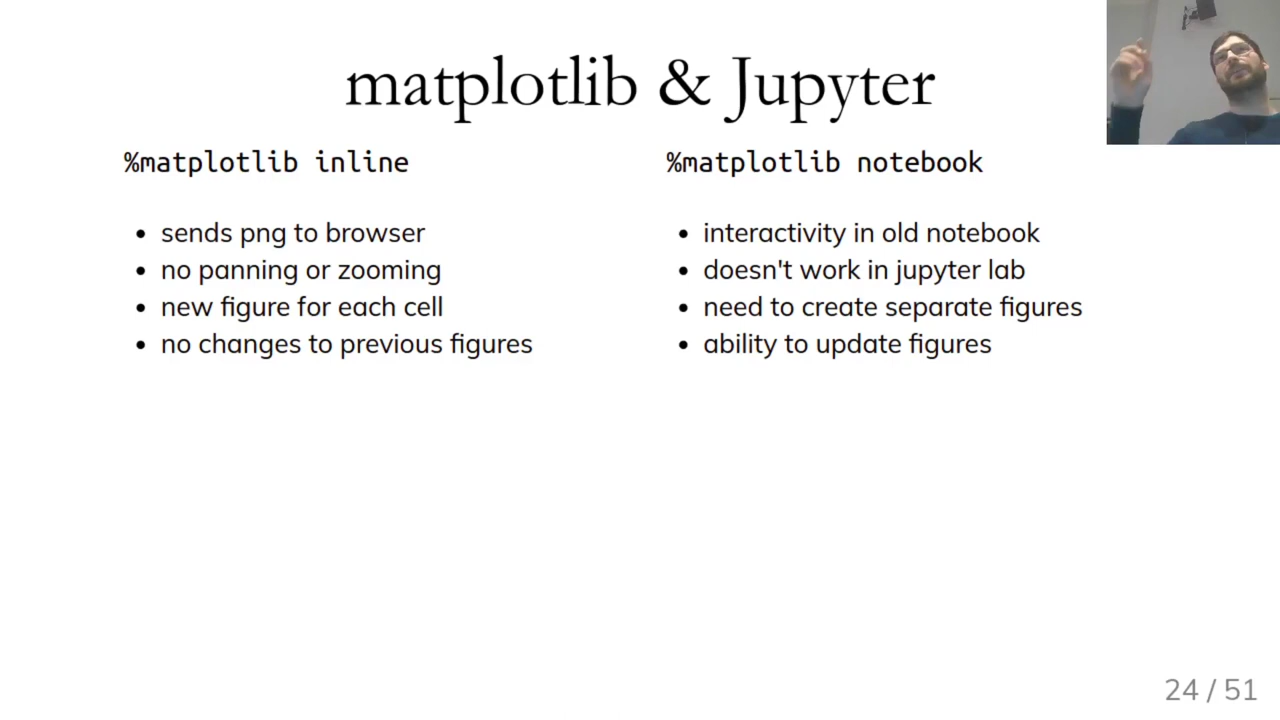 matplotlib & Jupyter
%matplotlib inline
• sends png to browser
• no panning or zooming
• new figure for each cell
• no changes to previous figures
%matplotlib notebook
• interactivity in old notebook
• doesn't work in jupyter lab
• need to create separate figures
• ability to update figures
24 / 51